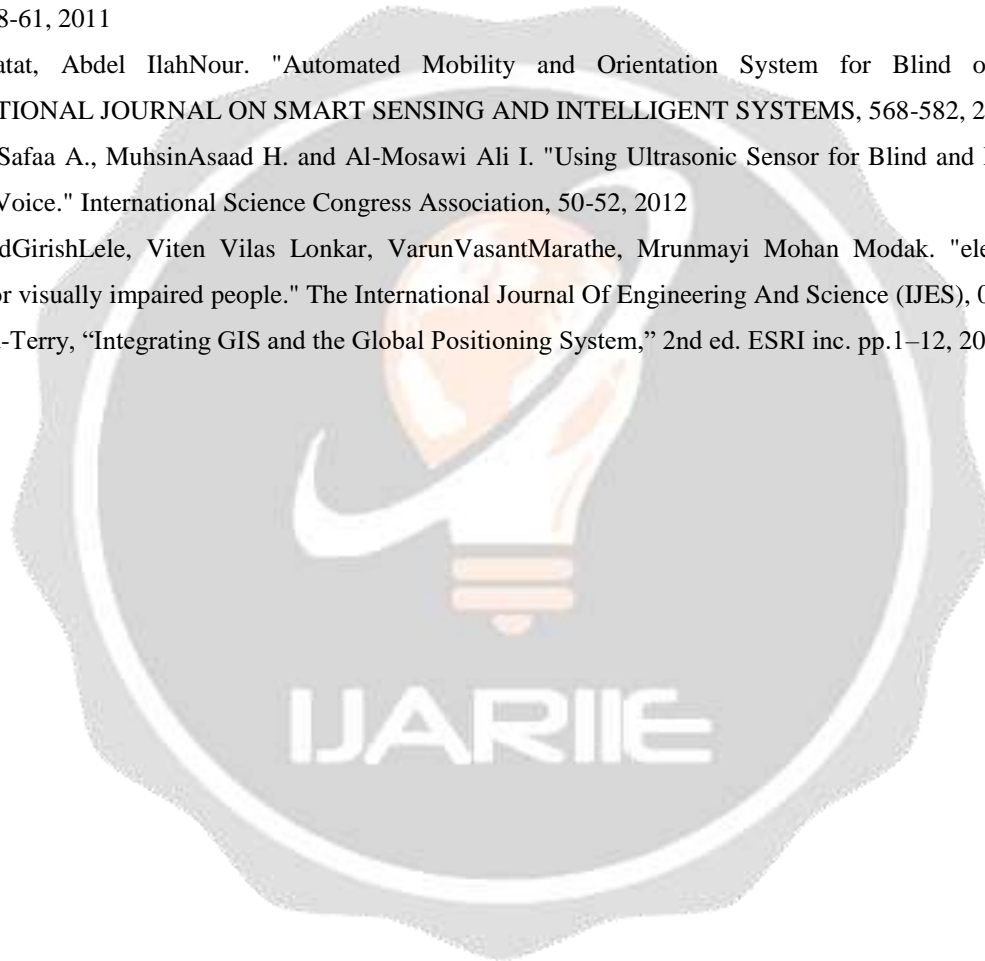 8-61, 2011
atat, Abdel IlahNour. "Automated Mobility and Orientation System for Blind o
TIONAL JOURNAL ON SMART SENSING AND INTELLIGENT SYSTEMS, 568-582, 2
Safaa A., MuhsinAsaad H. and Al-Mosawi Ali I. "Using Ultrasonic Sensor for Blind and
Voice." International Science Congress Association, 50-52, 2012
dGirishLele, Viten Vilas Lonkar, VarunVasantMarathe, Mrunmayi Mohan Modak. "ele
or visually impaired people." The International Journal Of Engineering And Science (IJES), 0
-Terry, “Integrating GIS and the Global Positioning System,” 2nd ed. ESRI inc. pp.1–12, 20
IJARIIE